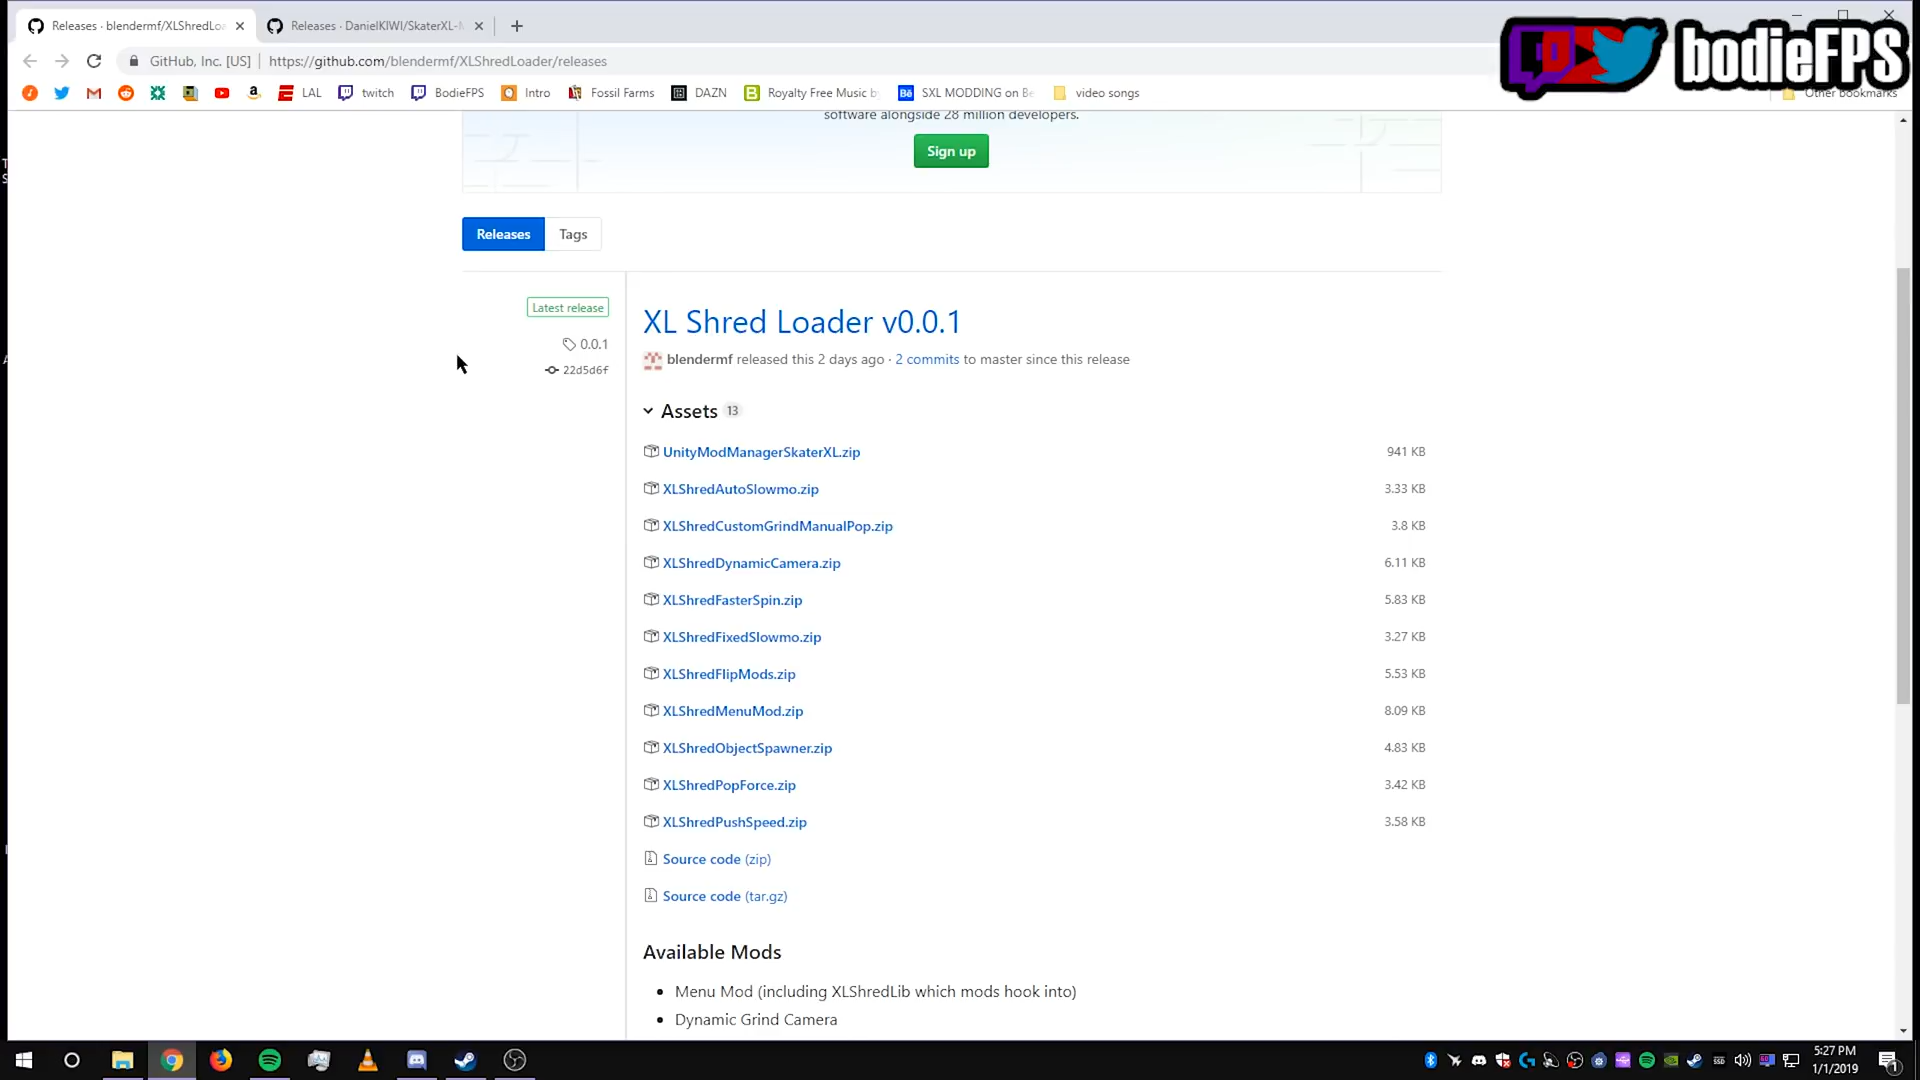 Releases · blendermf/XLShredLo
Releases · DanielKIWI/SkaterXL-
GitHub, Inc. [US] | https://github.com/blendermf/XLShredLoader/releases
LAL twitch BodieFPS Intro Fossil Farms DAZN Royalty Free Music b SXL MODDING on Be video songs Other bookmarks
bodieFPS
software alongside 28 million developers.
Sign up
Releases Tags
Latest release
0.0.1
22d5d6f
XL Shred Loader v0.0.1
blendermf released this 2 days ago · 2 commits to master since this release
Assets 13
UnityModManagerSkaterXL.zip 941 KB
XLShredAutoSlowmo.zip 3.33 KB
XLShredCustomGrindManualPop.zip 3.8 KB
XLShredDynamicCamera.zip 6.11 KB
XLShredFasterSpin.zip 5.83 KB
XLShredFixedSlowmo.zip 3.27 KB
XLShredFlipMods.zip 5.53 KB
XLShredMenuMod.zip 8.09 KB
XLShredObjectSpawner.zip 4.83 KB
XLShredPopForce.zip 3.42 KB
XLShredPushSpeed.zip 3.58 KB
Source code (zip)
Source code (tar.gz)
Available Mods
• Menu Mod (including XLShredLib which mods hook into)
• Dynamic Grind Camera
5:27 PM
1/1/2019